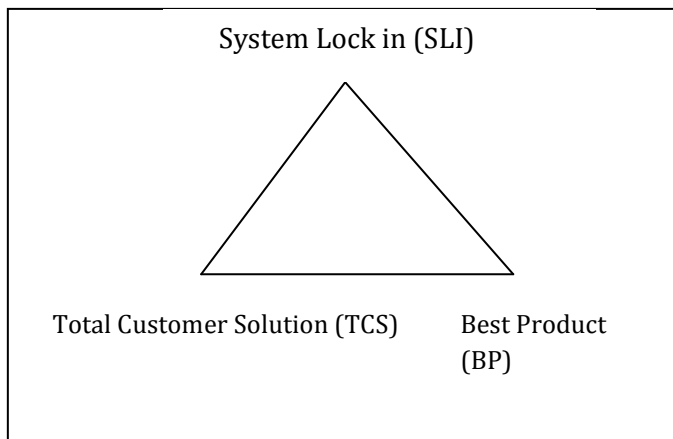 System Lock in (SLI)
Total Customer Solution (TCS)
Best Product
(BP)